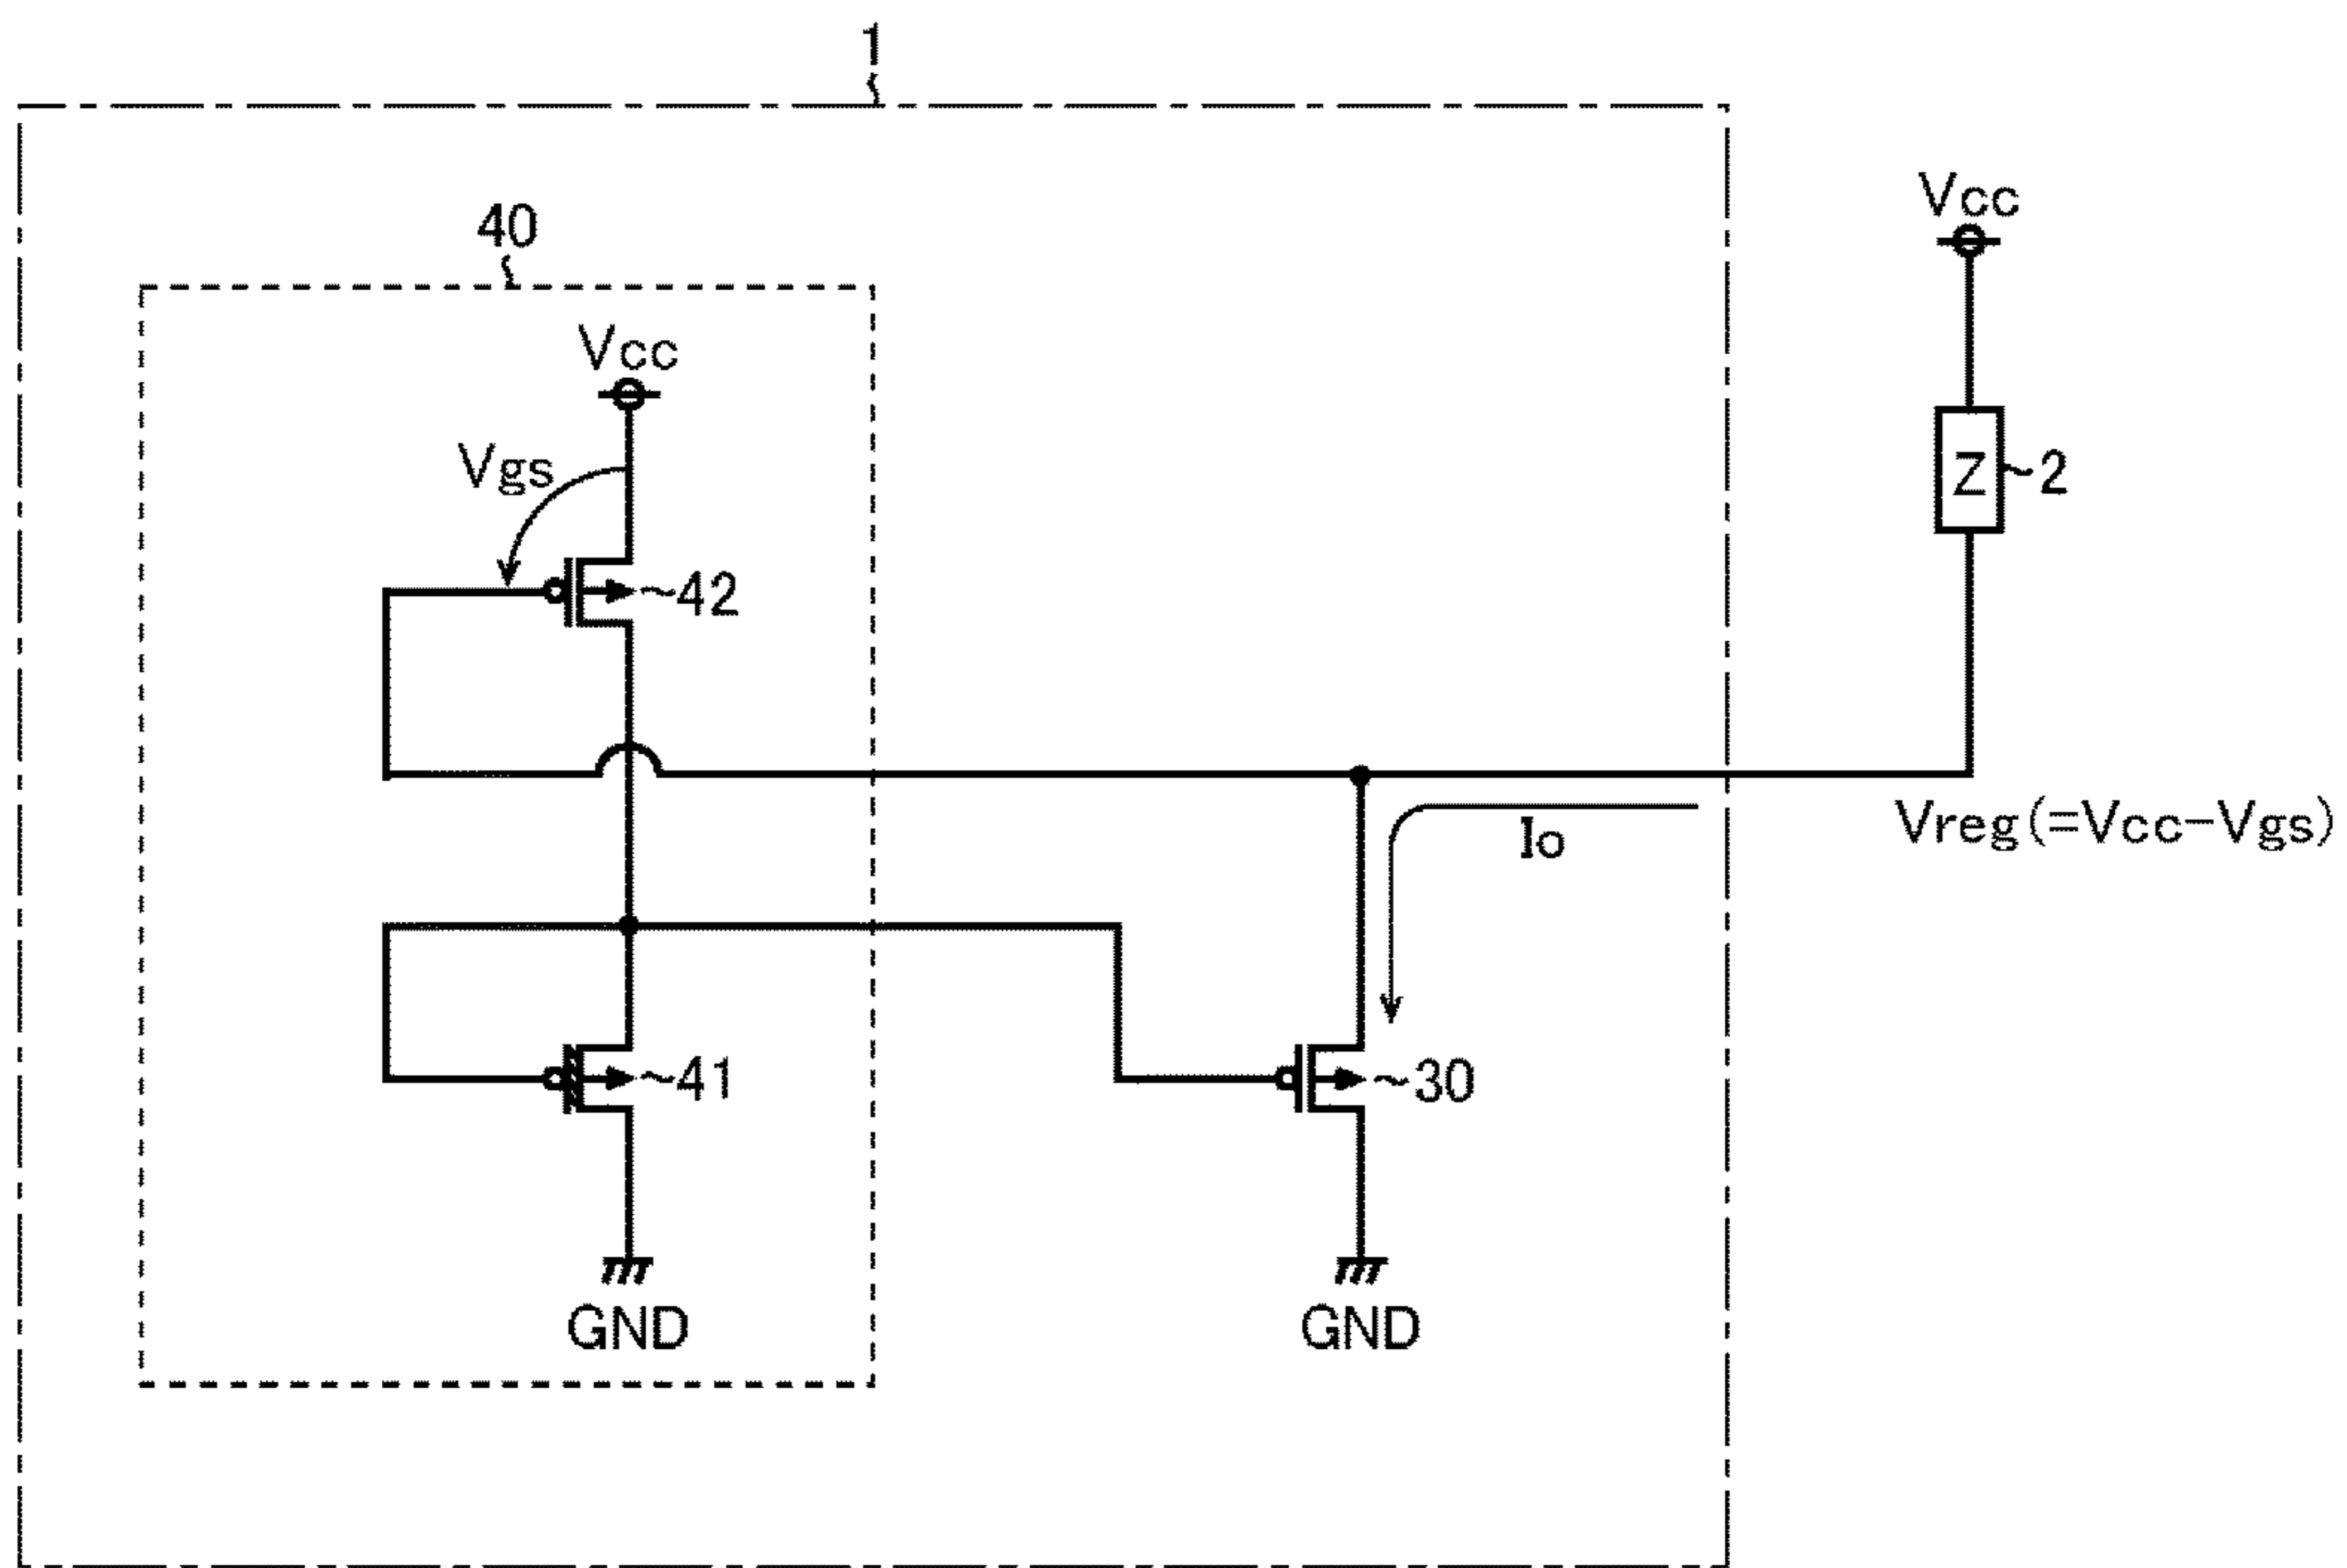 1
40
Vcc
Vcc
Vgs
Z
2
42
Vreg(=Vcc−Vgs)
Io
41
30
GND
GND